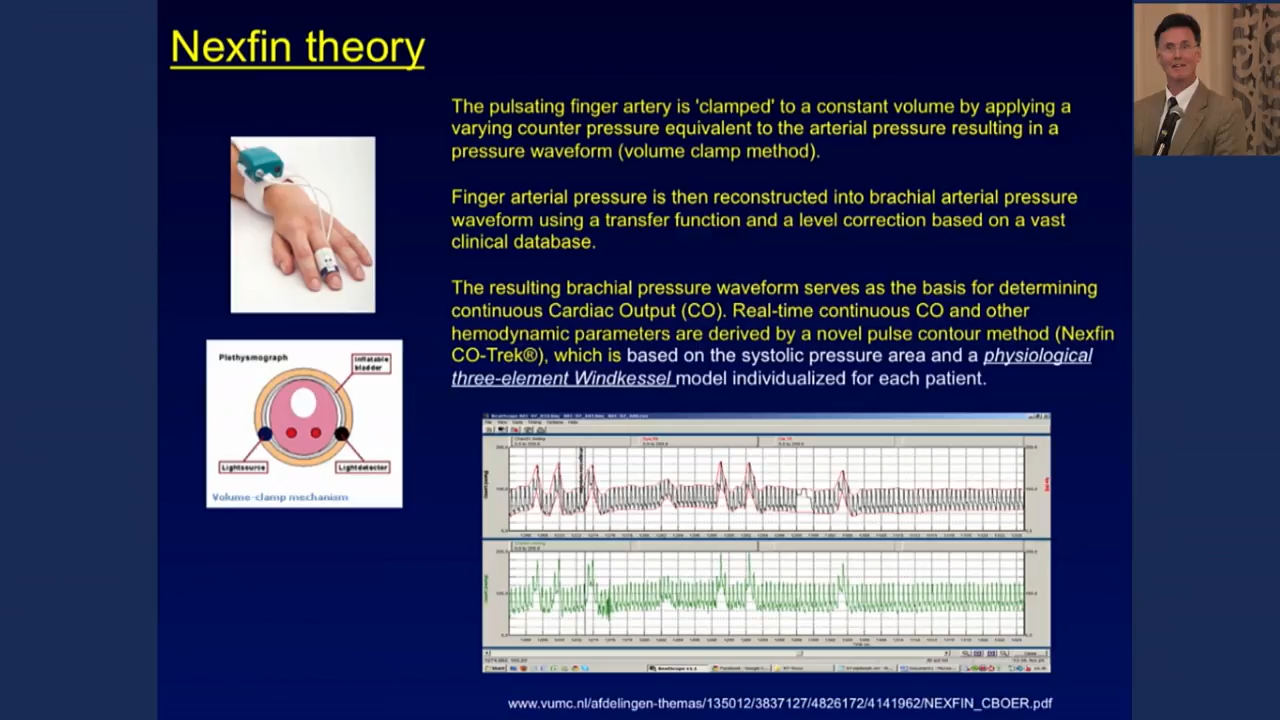 Nexfin theory
The pulsating finger artery is 'clamped' to a constant volume by applying a
varying counter pressure equivalent to the arterial pressure resulting in a
pressure waveform (volume clamp method).
Finger arterial pressure is then reconstructed into brachial arterial pressure
waveform using a transfer function and a level correction based on a vast
clinical database.
The resulting brachial pressure waveform serves as the basis for determining
continuous Cardiac Output (CO). Real-time continuous CO and other
hemodynamic parameters are derived by a novel pulse contour method (Nexfin
CO-Trek®), which is based on the systolic pressure area and a physiological
three-element Windkessel model individualized for each patient.
Plethysmograph
Inflatable
bladder
Lightsource
Lightdetector
Volume-clamp mechanism
www.vumc.nl/afdelingen-themas/135012/3837127/4826172/4141962/NEXFIN_CBOER.pdf